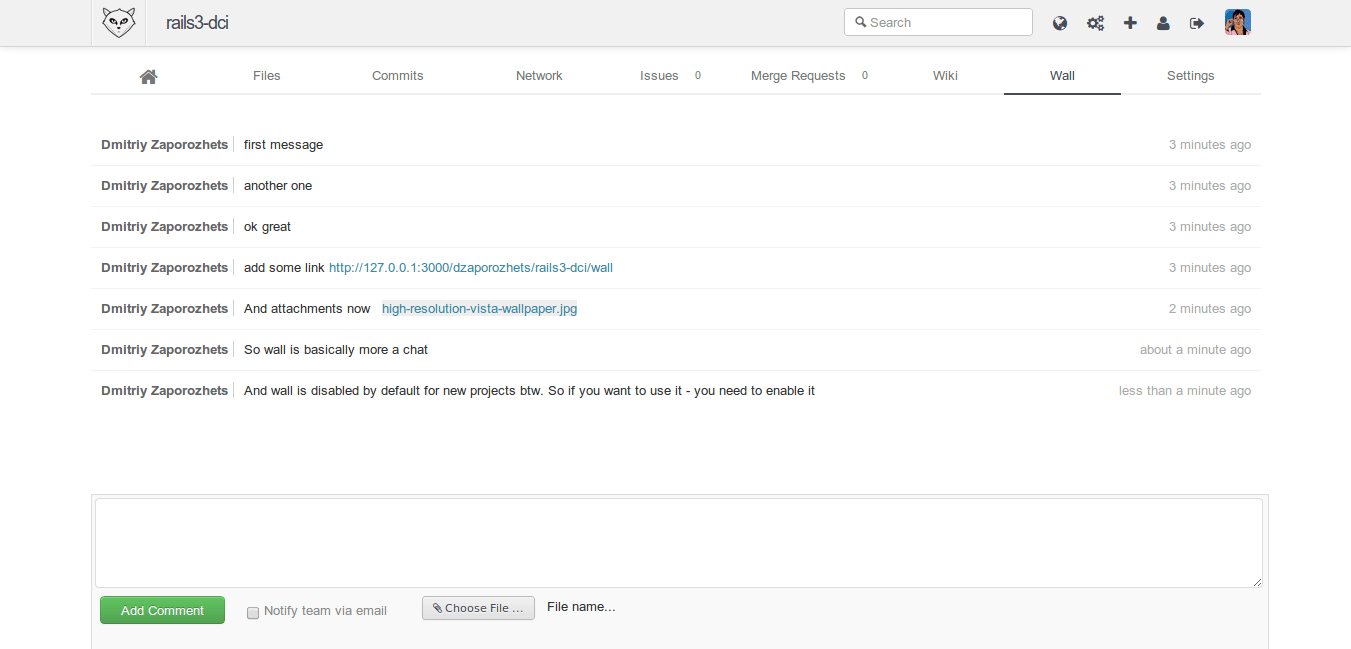 rails3-dci Search
Files Commits Network Issues 0 Merge Requests 0 Wiki Wall Settings
Dmitriy Zaporozhets first message 3 minutes ago
Dmitriy Zaporozhets another one 3 minutes ago
Dmitriy Zaporozhets ok great 3 minutes ago
Dmitriy Zaporozhets add some link http://127.0.0.1:3000/dzaporozhets/rails3-dci/wall 3 minutes ago
Dmitriy Zaporozhets And attachments now high-resolution-vista-wallpaper.jpg 2 minutes ago
Dmitriy Zaporozhets So wall is basically more a chat about a minute ago
Dmitriy Zaporozhets And wall is disabled by default for new projects btw. So if you want to use it - you need to enable it less than a minute ago
Add Comment Notify team via email Choose File ... File name...